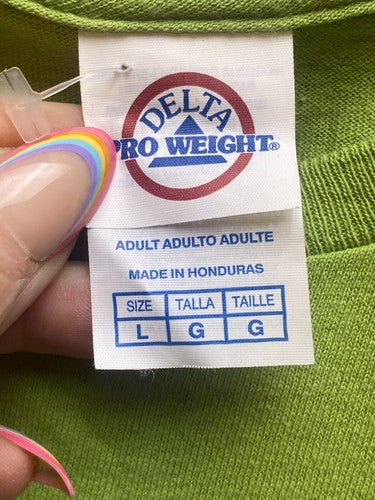 DELTA
PRO WEIGHT®
ADULT ADULTO ADULTE
MADE IN HONDURAS
SIZE TALLA TAILLE
L G G